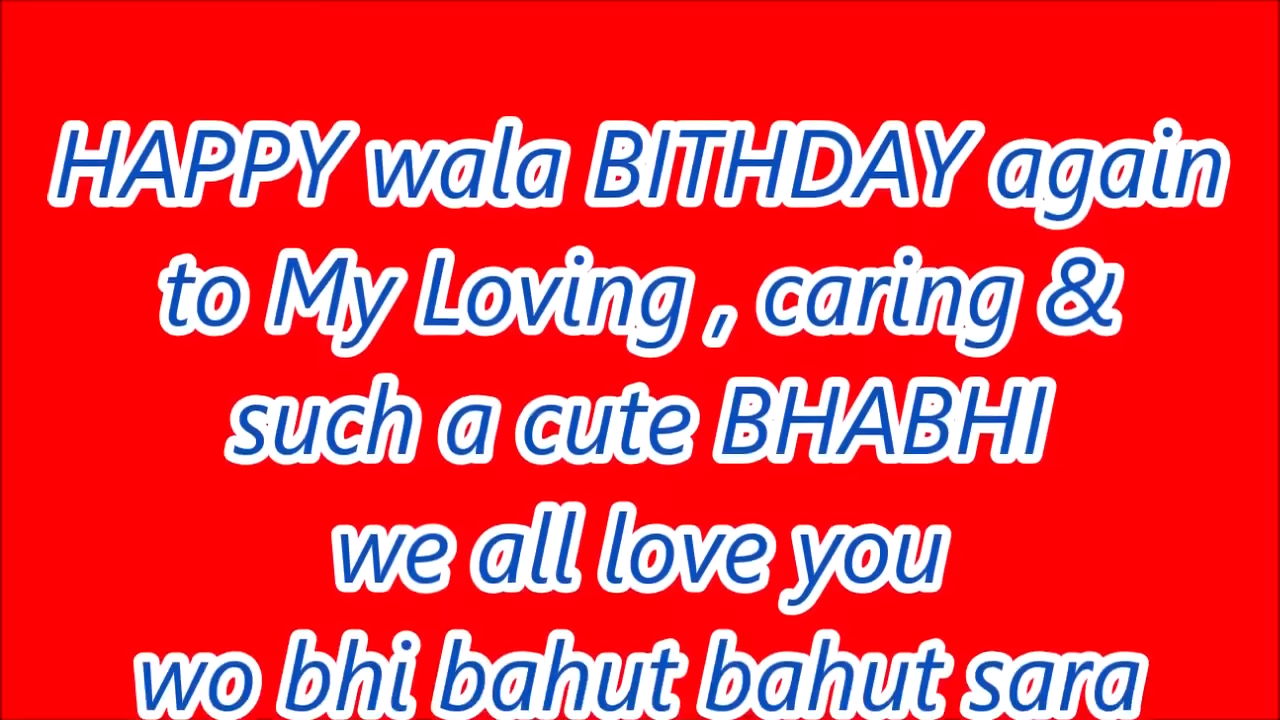 HAPPY wala BITHDAY again
to My Loving , caring &
such a cute BHABHI
we all love you
wo bhi bahut bahut sara